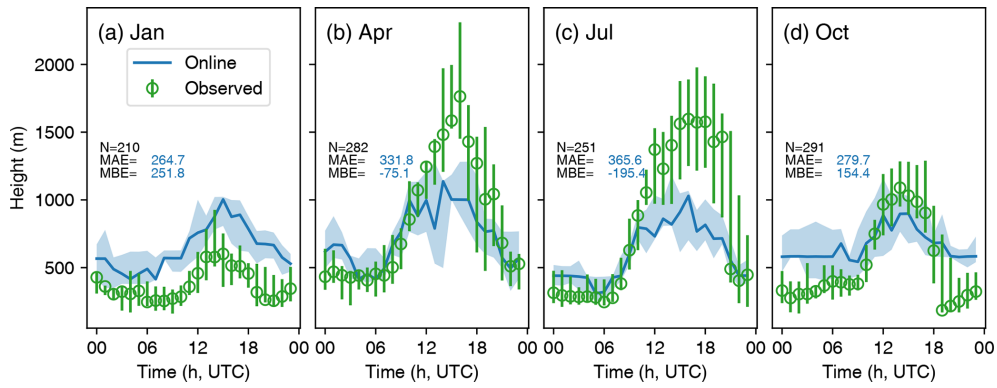 (a) Jan
Online
Observed
N=210
MAE= 264.7
MBE= 251.8
(b) Apr
N=282
MAE= 331.8
MBE= -75.1
(c) Jul
N=251
MAE= 365.6
MBE= -195.4
(d) Oct
N=291
MAE= 279.7
MBE= 154.4
Height (m)
2000
1500
1000
500
00 06 12 18 00 06 12 18 00 06 12 18 00 06 12 18 00
Time (h, UTC) Time (h, UTC) Time (h, UTC) Time (h, UTC)